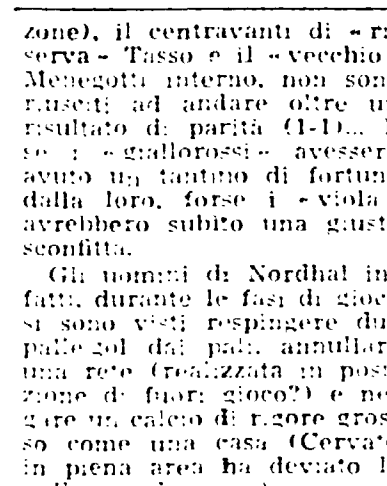 zone), il centravanti di « ri
serva » Tasso e il « vecchio
Menegotti interno, non son
riusciti ad andare oltre u
risultato di parità (1-1)...
se i « giallorossi » avesser
avuto un tantino di fortun
dalla loro, forse i « viola
avrebbero subìto una giust
sconfitta.
Gli uomini di Nordhal in
fatti, durante le fasi di gioc
si sono visti respingere du
palle-gol dai pali, annullar
una rete (realizzata in posi
zione di fuori gioco?) e ne
gare un calcio di rigore gros
so come una casa (Cervat
in piena area ha deviato l